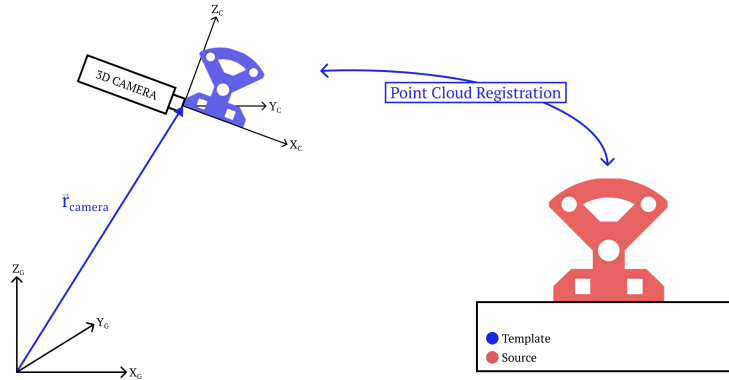 Z_C
3D CAMERA
Y_C
X_C
Point Cloud Registration
r⃗_camera
Z_G
Y_G
X_G
Template
Source